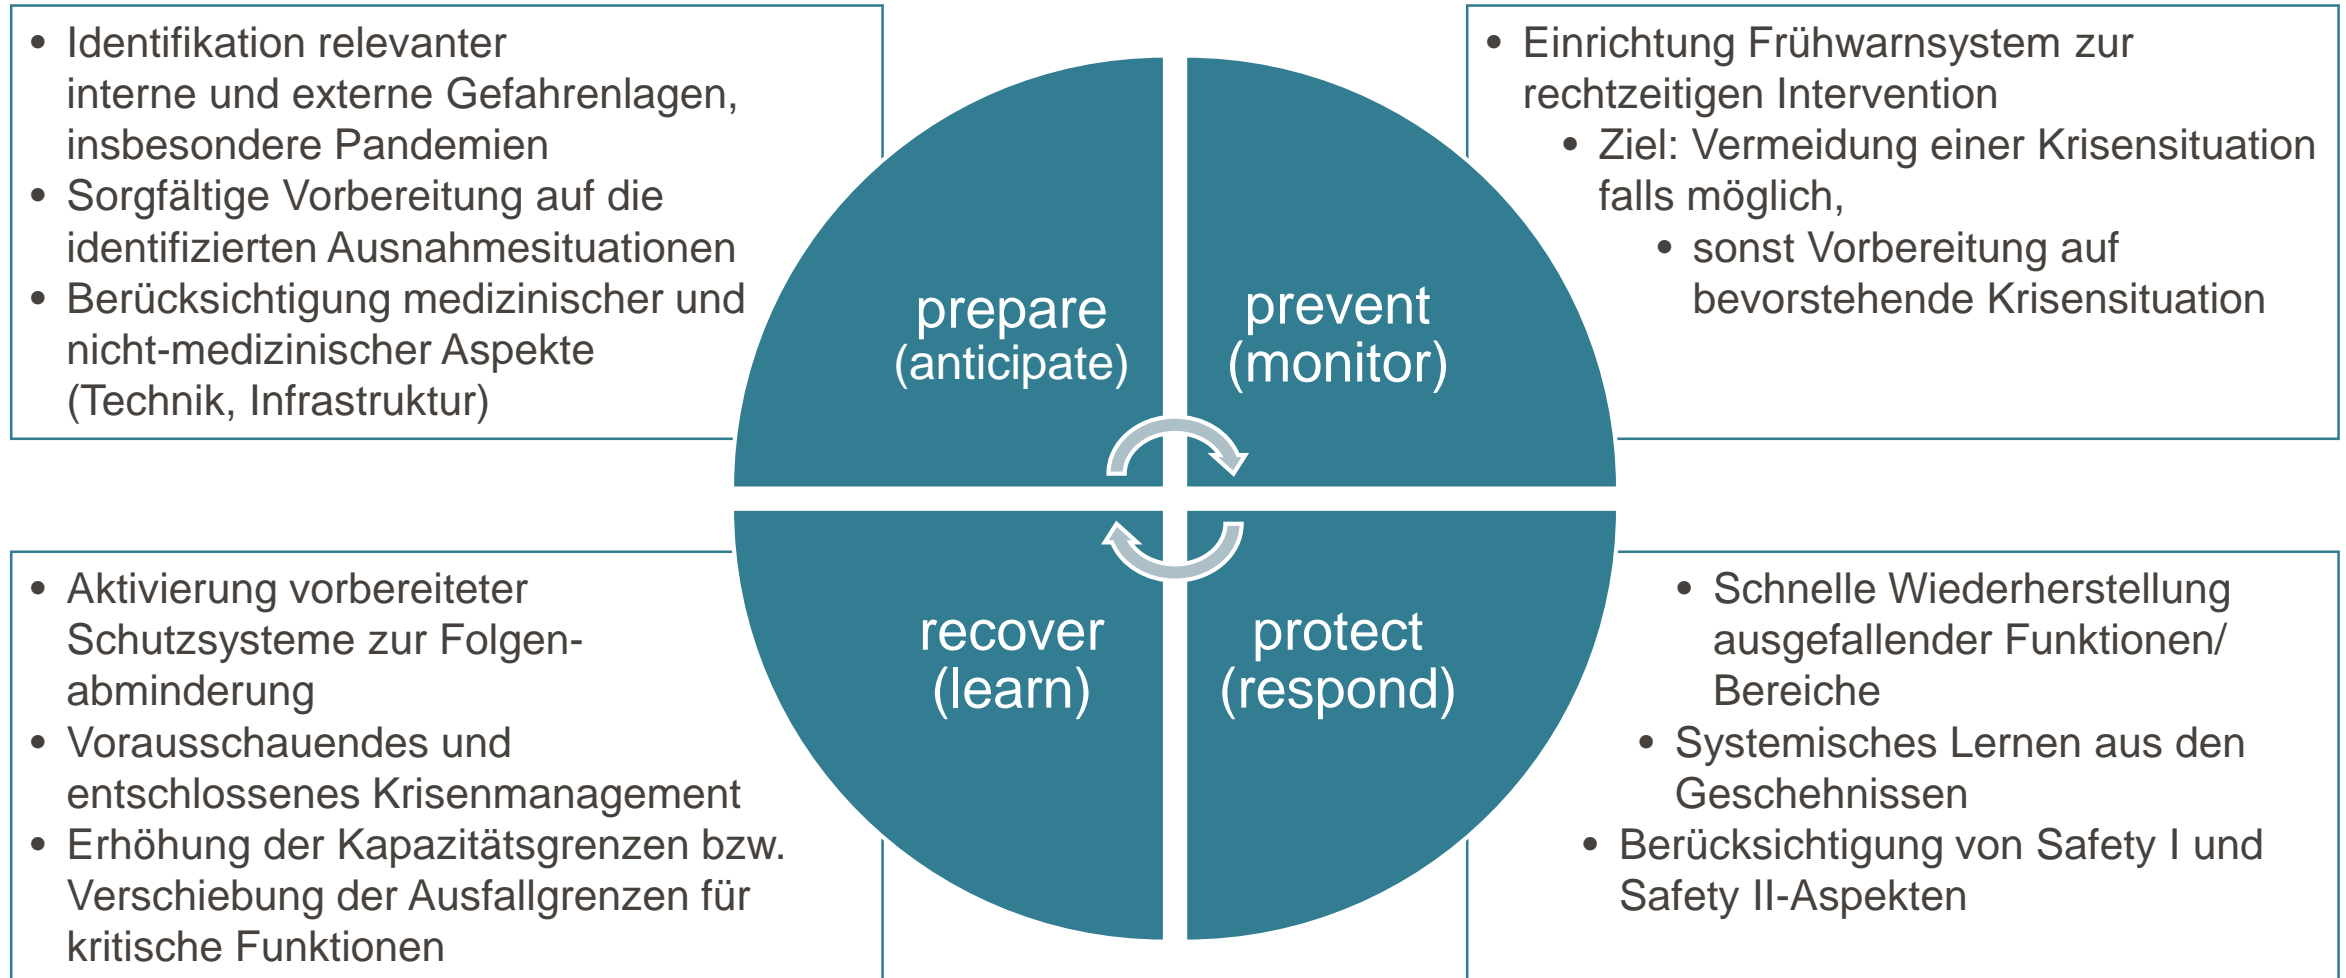 • Identifikation relevanter
interne und externe Gefahrenlagen,
insbesondere Pandemien
• Sorgfältige Vorbereitung auf die
identifizierten Ausnahmesituationen
• Berücksichtigung medizinischer und
nicht-medizinischer Aspekte
(Technik, Infrastruktur)
• Einrichtung Frühwarnsystem zur
rechtzeitigen Intervention
• Ziel: Vermeidung einer Krisensituation
falls möglich,
• sonst Vorbereitung auf
bevorstehende Krisensituation
prepare
(anticipate)
prevent
(monitor)
recover
(learn)
protect
(respond)
• Aktivierung vorbereiteter
Schutzsysteme zur Folgen-
abminderung
• Vorausschauendes und
entschlossenes Krisenmanagement
• Erhöhung der Kapazitätsgrenzen bzw.
Verschiebung der Ausfallgrenzen für
kritische Funktionen
• Schnelle Wiederherstellung
ausgefallender Funktionen/
Bereiche
• Systemisches Lernen aus den
Geschehnissen
• Berücksichtigung von Safety I und
Safety II-Aspekten